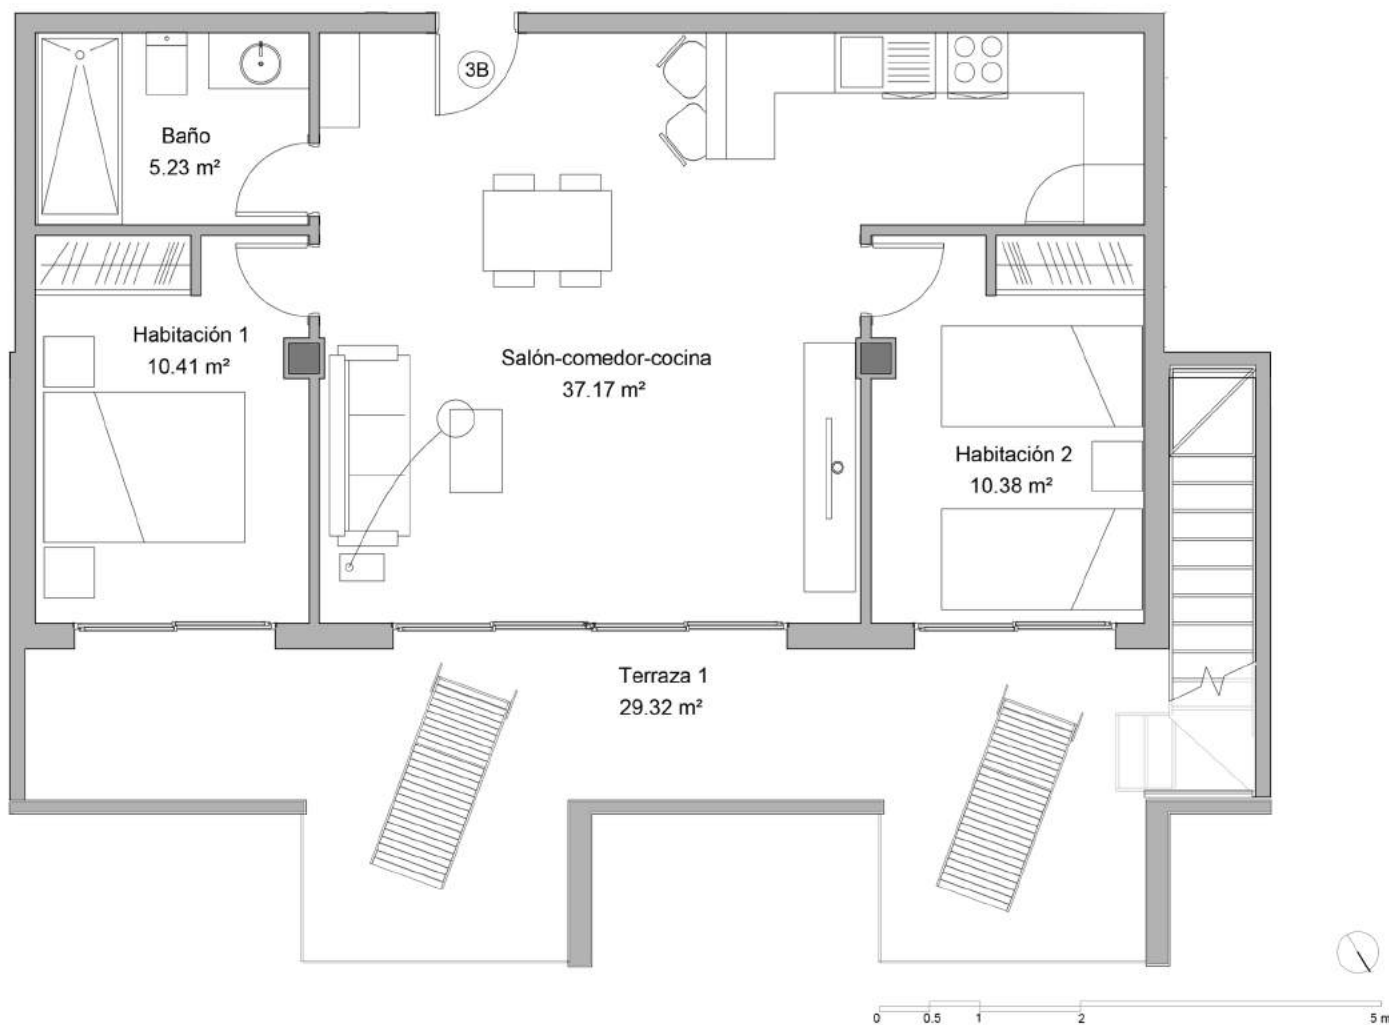 3B
Baño
5.23 m²
Habitación 1
10.41 m²
Salón-comedor-cocina
37.17 m²
Habitación 2
10.38 m²
Terraza 1
29.32 m²
0 0.5 1 2 5 m